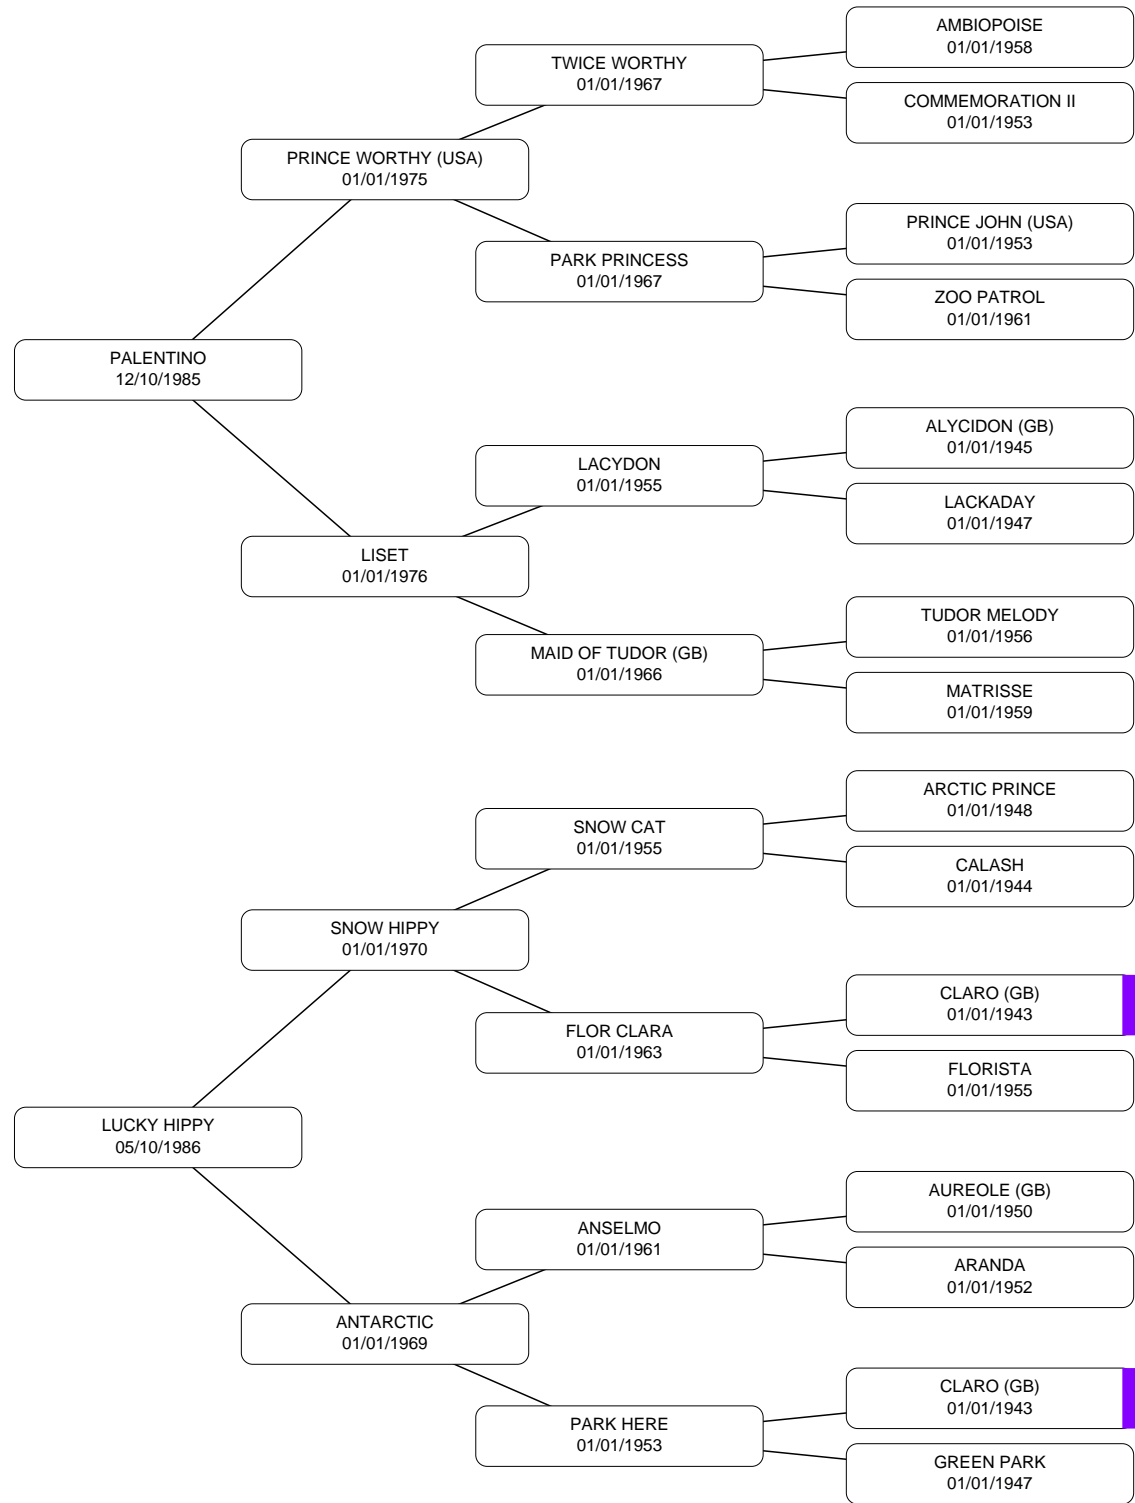 AMBIOPOISE
01/01/1958
TWICE WORTHY
01/01/1967
COMMEMORATION II
01/01/1953
PRINCE WORTHY (USA)
01/01/1975
PRINCE JOHN (USA)
01/01/1953
PARK PRINCESS
01/01/1967
ZOO PATROL
01/01/1961
PALENTINO
12/10/1985
ALYCIDON (GB)
01/01/1945
LACYDON
01/01/1955
LACKADAY
01/01/1947
LISET
01/01/1976
TUDOR MELODY
01/01/1956
MAID OF TUDOR (GB)
01/01/1966
MATRISSE
01/01/1959
ARCTIC PRINCE
01/01/1948
SNOW CAT
01/01/1955
CALASH
01/01/1944
SNOW HIPPY
01/01/1970
CLARO (GB)
01/01/1943
FLOR CLARA
01/01/1963
FLORISTA
01/01/1955
LUCKY HIPPY
05/10/1986
AUREOLE (GB)
01/01/1950
ANSELMO
01/01/1961
ARANDA
01/01/1952
ANTARCTIC
01/01/1969
CLARO (GB)
01/01/1943
PARK HERE
01/01/1953
GREEN PARK
01/01/1947